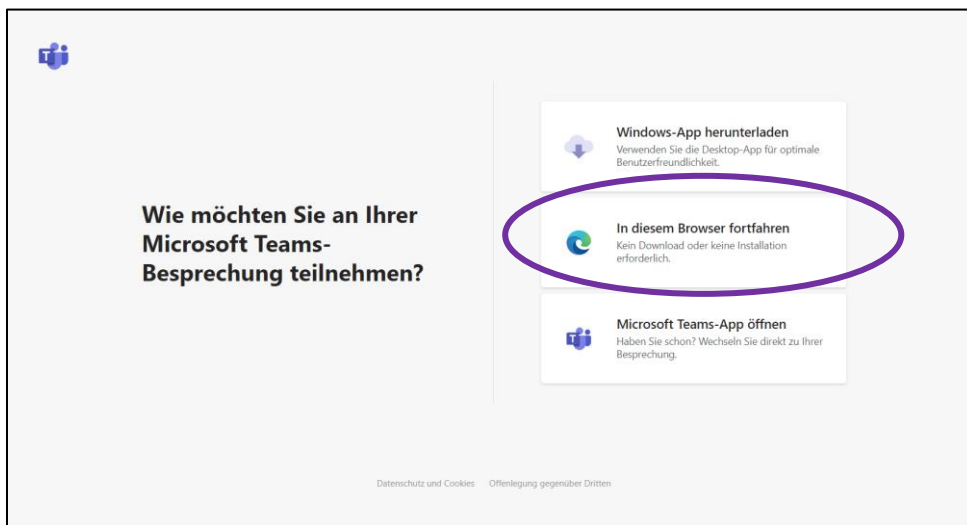 Wie möchten Sie an Ihrer
Microsoft Teams-
Besprechung teilnehmen?
Windows-App herunterladen
Verwenden Sie die Desktop-App für optimale
Benutzerfreundlichkeit.
In diesem Browser fortfahren
Kein Download oder keine Installation
erforderlich.
Microsoft Teams-App öffnen
Haben Sie schon? Wechseln Sie direkt zu Ihrer
Besprechung.
Datenschutz und Cookies Offenlegung gegenüber Dritten